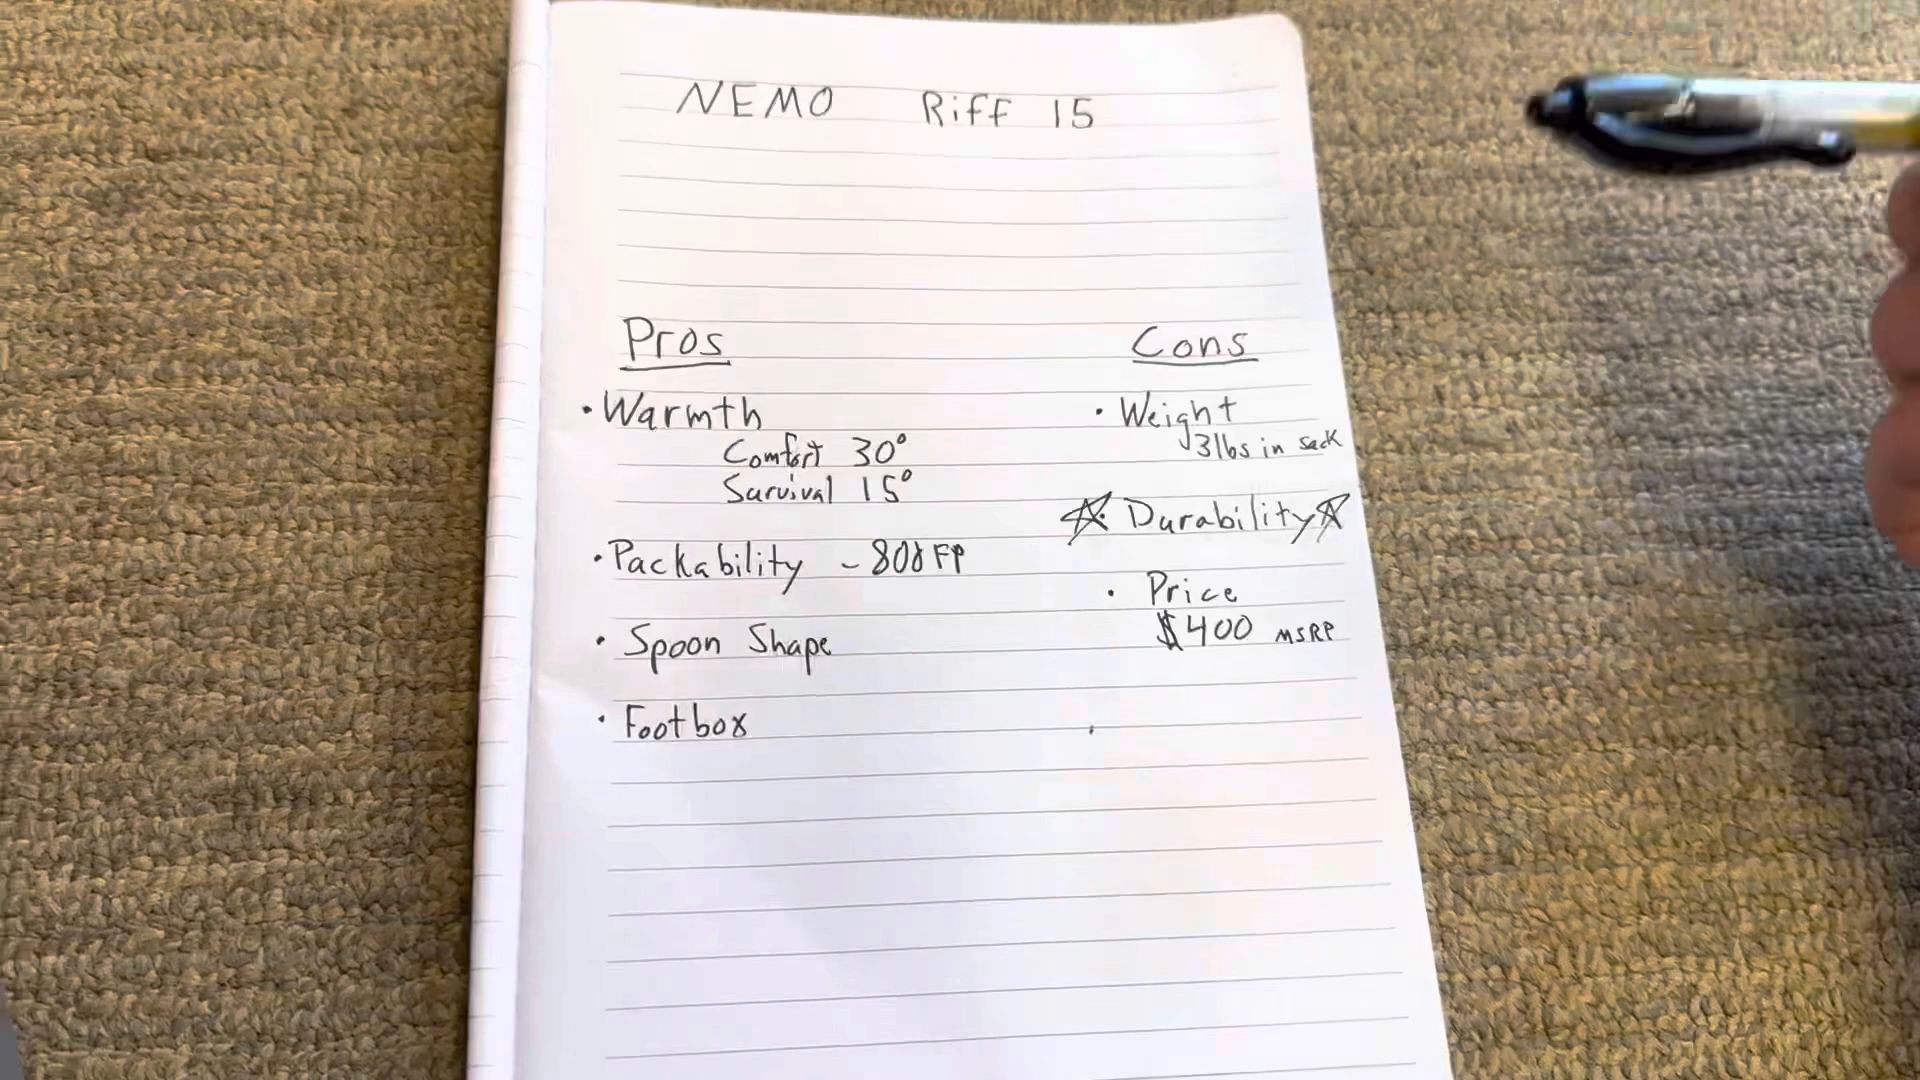 NEMO Riff 15
Pros
• Warmth
Comfort 30°
Survival 15°
• Packability - 800 FP
• Spoon Shape
• Footbox
Cons
• Weight
3lbs in sack
☆• Durability☆
• Price
$400 MSRP